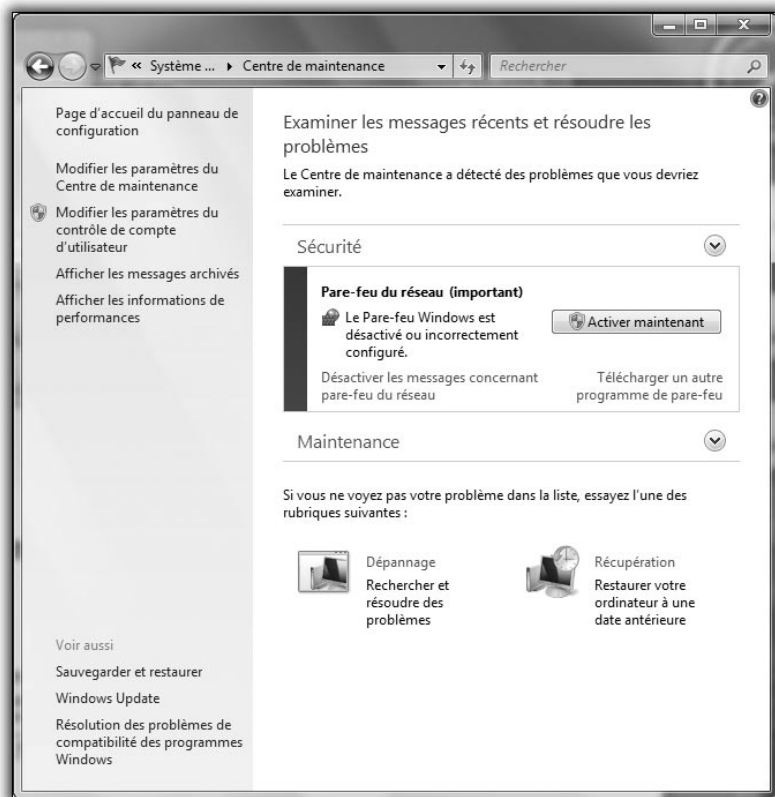 « Système ... ▸ Centre de maintenance
Rechercher
Page d'accueil du panneau de
configuration
Modifier les paramètres du
Centre de maintenance
Modifier les paramètres du
contrôle de compte
d'utilisateur
Afficher les messages archivés
Afficher les informations de
performances
Voir aussi
Sauvegarder et restaurer
Windows Update
Résolution des problèmes de
compatibilité des programmes
Windows
Examiner les messages récents et résoudre les
problèmes
Le Centre de maintenance a détecté des problèmes que vous devriez
examiner.
Sécurité
Pare-feu du réseau (important)
Le Pare-feu Windows est
désactivé ou incorrectement
configuré.
Activer maintenant
Désactiver les messages concernant
pare-feu du réseau
Télécharger un autre
programme de pare-feu
Maintenance
Si vous ne voyez pas votre problème dans la liste, essayez l'une des
rubriques suivantes :
Dépannage
Rechercher et
résoudre des
problèmes
Récupération
Restaurer votre
ordinateur à une
date antérieure